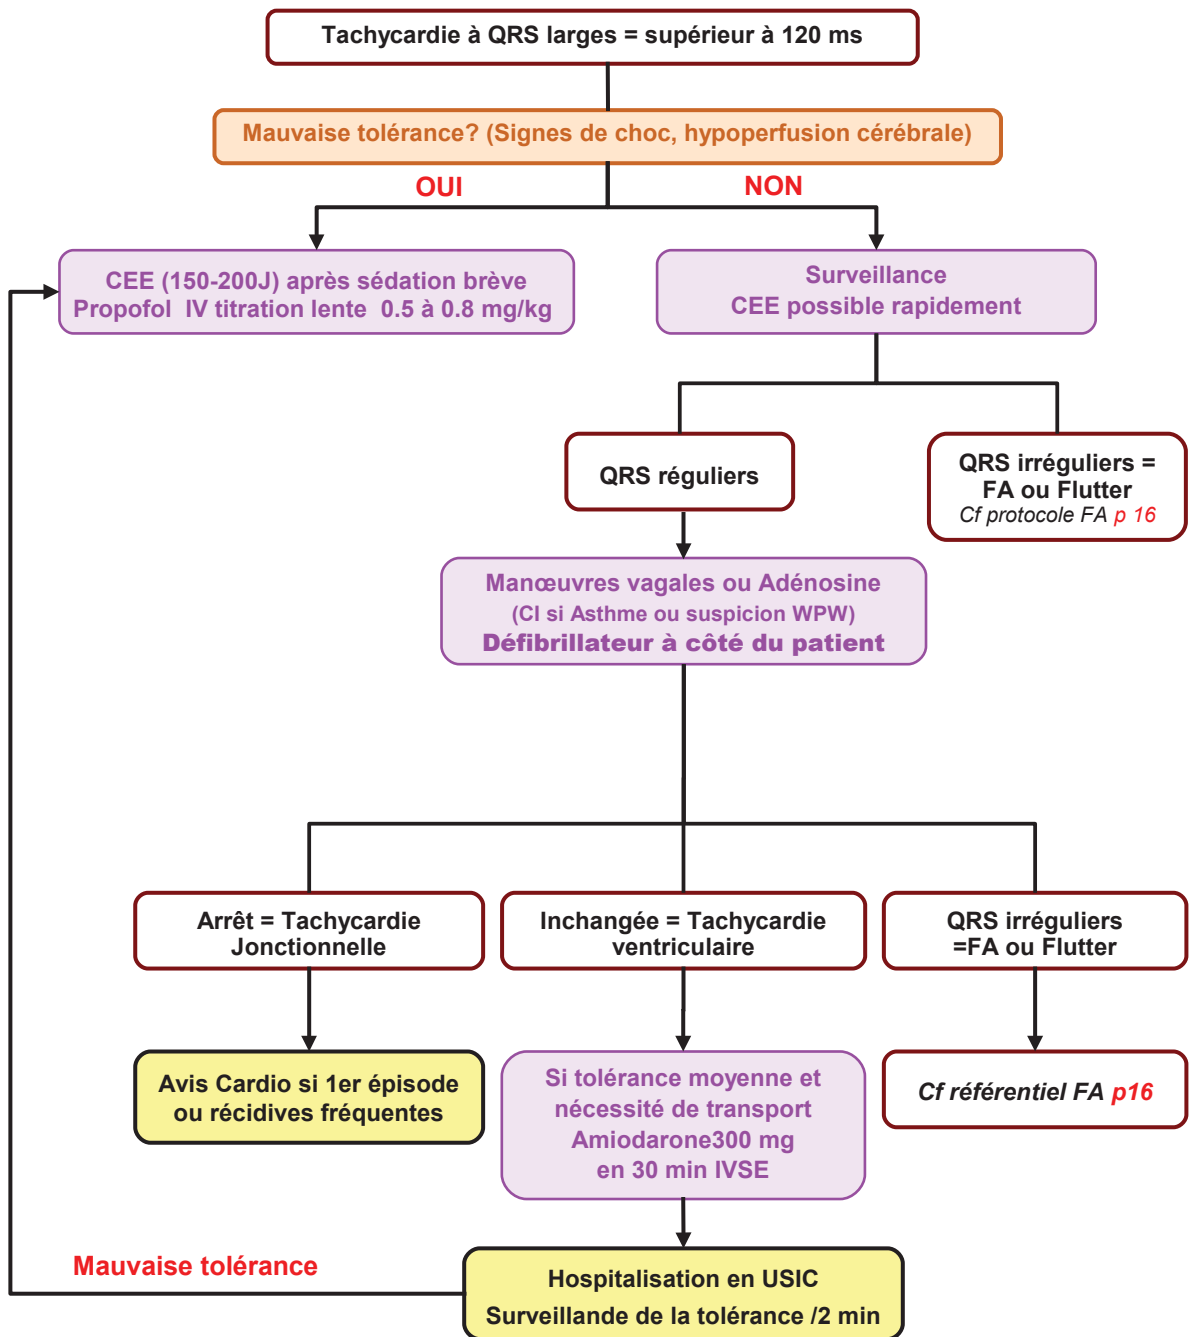 Tachycardie à QRS larges = supérieur à 120 ms
Mauvaise tolérance? (Signes de choc, hypoperfusion cérébrale)
OUI
NON
CEE (150-200J) après sédation brève
Propofol IV titration lente 0.5 à 0.8 mg/kg
Surveillance
CEE possible rapidement
QRS réguliers
QRS irréguliers =
FA ou Flutter
Cf protocole FA p 16
Manœuvres vagales ou Adénosine
(CI si Asthme ou suspicion WPW)
Défibrillateur à côté du patient
Arrêt = Tachycardie
Jonctionnelle
Inchangée = Tachycardie
ventriculaire
QRS irréguliers
=FA ou Flutter
Avis Cardio si 1er épisode
ou récidives fréquentes
Si tolérance moyenne et
nécessité de transport
Amiodarone300 mg
en 30 min IVSE
Cf référentiel FA p16
Mauvaise tolérance
Hospitalisation en USIC
Surveillande de la tolérance /2 min